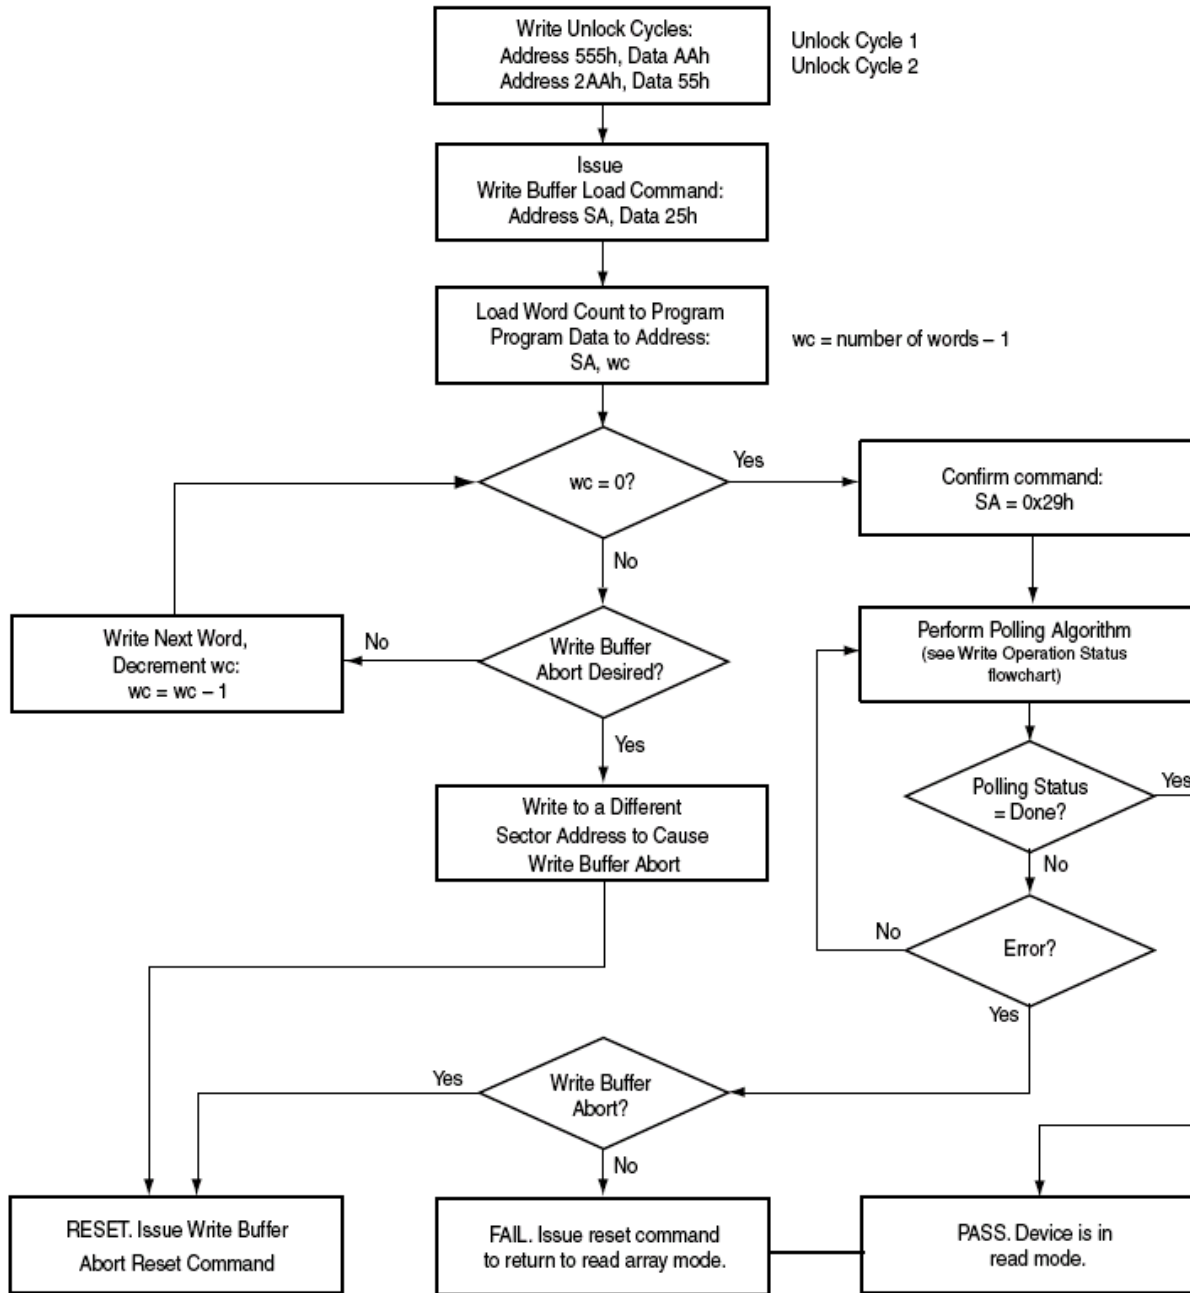 Write Unlock Cycles:
Address 555h, Data AAh
Address 2AAh, Data 55h
Unlock Cycle 1
Unlock Cycle 2
Issue
Write Buffer Load Command:
Address SA, Data 25h
Load Word Count to Program
Program Data to Address:
SA, wc
wc = number of words – 1
wc = 0?
Yes
Confirm command:
SA = 0x29h
No
Write Next Word,
Decrement wc:
wc = wc – 1
No
Write Buffer
Abort Desired?
Perform Polling Algorithm
(see Write Operation Status
flowchart)
Yes
Write to a Different
Sector Address to Cause
Write Buffer Abort
Polling Status
= Done?
Yes
No
Error?
No
Yes
Write Buffer
Abort?
Yes
No
RESET. Issue Write Buffer
Abort Reset Command
FAIL. Issue reset command
to return to read array mode.
PASS. Device is in
read mode.